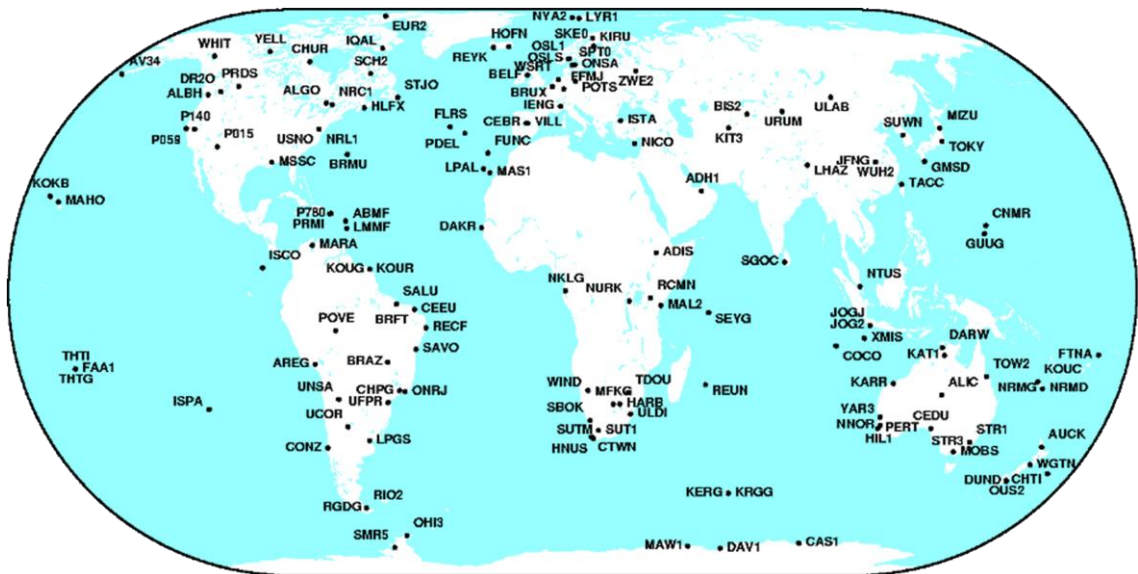 NYA2 LYR1
EUR2
HOFN SKE0 KIRU
WHIT YELL CHUR IQAL REYK OSL1 SPT0
AV34 SCH2 OSLS ONSA
DR2O PRDS BELF WSRT EFMJ ZWE2
ALBH ALGO NRC1 STJO BRUX POTS
HLFX IENG BIS2 ULAB
P140 FLRS CEBR VILL ISTA URUM SUWN MIZU
P059 P015 USNO NRL1 PDEL FUNC NICO KIT3 TOKY
MSSC BRMU LPAL MAS1 LHAZ JFNG GMSD
WUH2
KOKB ADH1 TACC
MAHO
P780 ABMF CNMR
PRMI LMMF DAKR GUUG
ISCO MARA ADIS SGOC
KOUG KOUR NKLG NURK RCMN NTUS
SALU CEEU MAL2
POVE BRFT RECF SEYG JOGJ
JOG2
SAVO XMIS DARW
THTI COCO KAT1 FTNA
FAA1 AREG BRAZ TOW2 KOUC
THTG UNSA CHPG ONRJ WIND MFKG TDOU REUN KARR ALIC NRMG NRMD
ISPA UFPR SBOK HARB YAR3 CEDU
UCOR ULDI NNOR PERT STR1
CONZ LPGS SUTM SUT1 HIL1 STR3 AUCK
HNUS CTWN MOBS
DUND CHTI WGTN
RGDG RIO2 KERG KRGG OUS2
SMR5 OHI3 MAW1 DAV1 CAS1